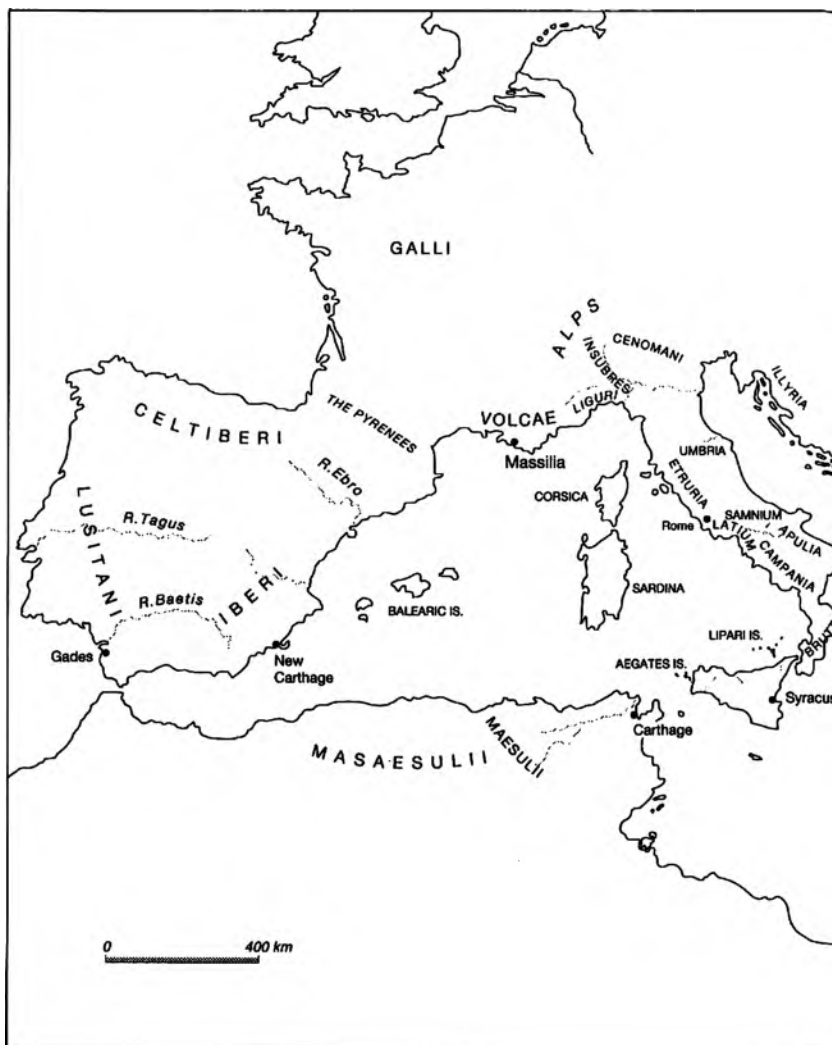 GALLI
ALPS
INSUBRES
CENOMANI
LIGURI
ILLYRIA
THE PYRENEES
CELTIBERI
VOLCAE
Massilia
UMBRIA
R.Ebro
ETRURIA
CORSICA
LUSITANI
R.Tagus
Rome
LATIUM
SAMNIUM
APULIA
CAMPANIA
IBERI
R.Baetis
BALEARIC IS.
SARDINA
Gades
New
Carthage
LIPARI IS.
BRUT
AEGATES IS.
Syracus
Carthage
MAESULII
MASAESULII
0
400 km